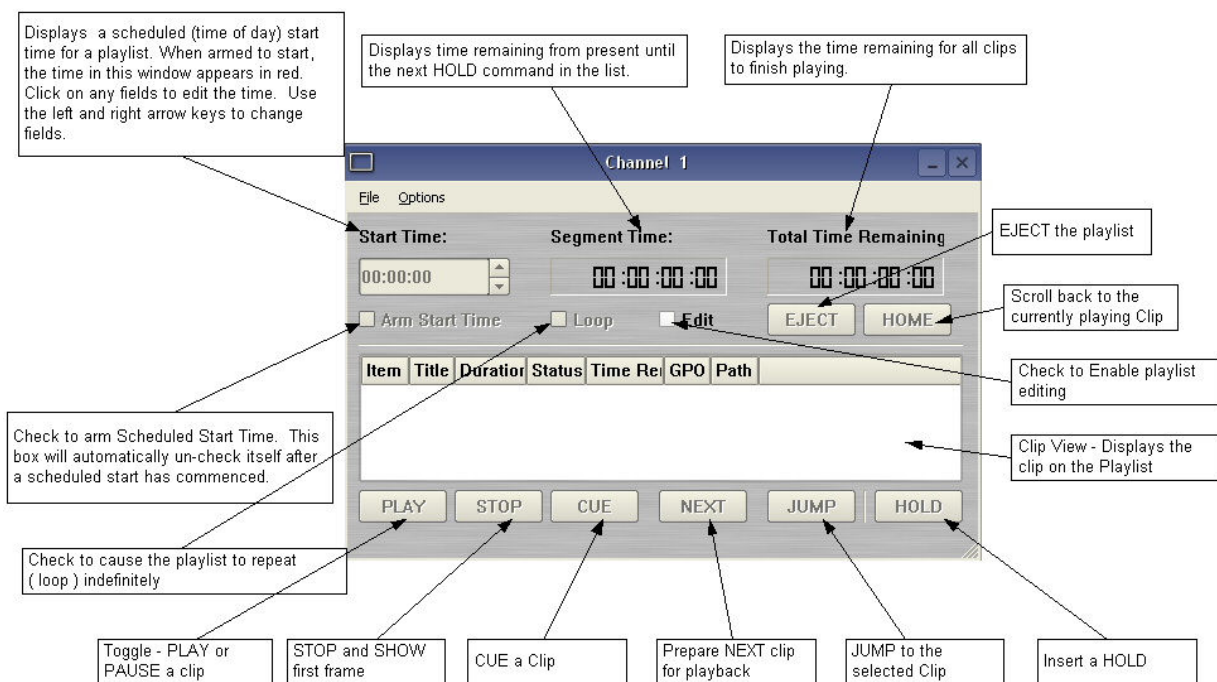 Displays a scheduled (time of day) start
time for a playlist. When armed to start,
the time in this window appears in red.
Click on any fields to edit the time. Use
the left and right arrow keys to change
fields.
Displays time remaining from present until
the next HOLD command in the list.
Displays the time remaining for all clips
to finish playing.
Channel 1
File Options
Start Time:
Segment Time:
Total Time Remaining
EJECT the playlist
00:00:00
00:00:00:00
00:00:00:00
Scroll back to the
currently playing Clip
Arm Start Time
Loop
Edit
EJECT
HOME
Item Title Duration Status Time Rei GPO Path
Check to Enable playlist
editing
Check to arm Scheduled Start Time. This
box will automatically un-check itself after
a scheduled start has commenced.
Clip View - Displays the
clip on the Playlist
PLAY STOP CUE NEXT JUMP HOLD
Check to cause the playlist to repeat
( loop ) indefinitely
Toggle - PLAY or
PAUSE a clip
STOP and SHOW
first frame
CUE a Clip
Prepare NEXT clip
for playback
JUMP to the
selected Clip
Insert a HOLD